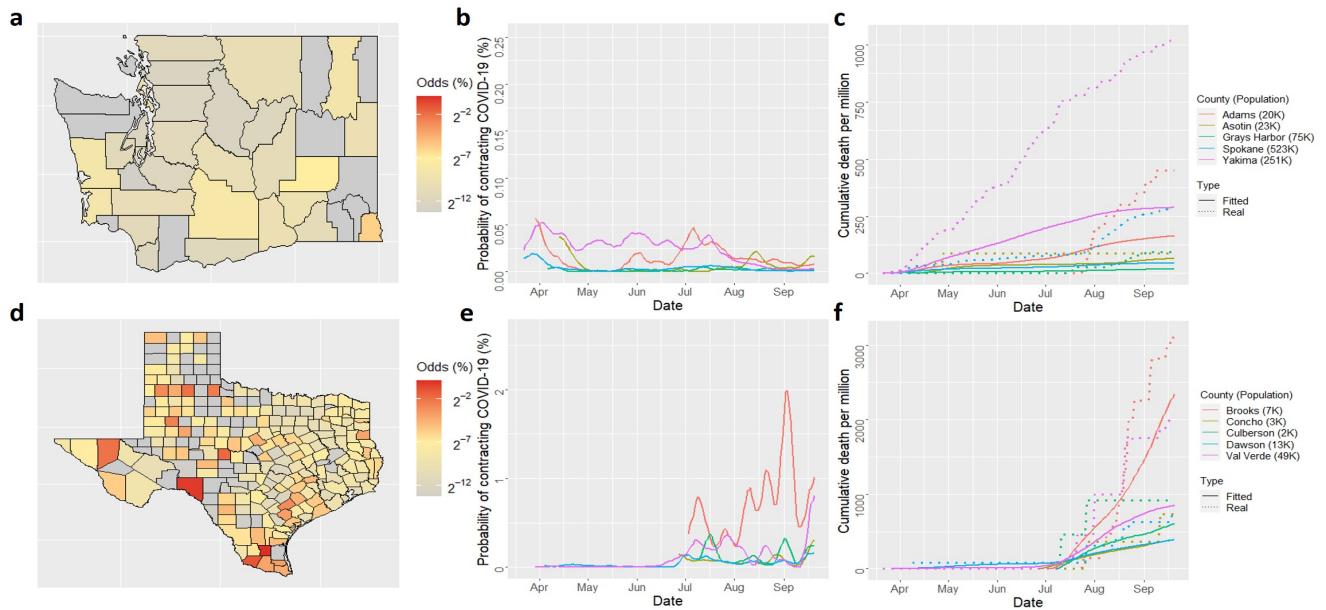 a
Odds (%)
2⁻²
2⁻⁷
2⁻¹²
b
Probability of contracting COVID-19 (%)
0.25
0.20
0.15
0.10
0.05
0.00
Apr May Jun Jul Aug Sep
Date
c
Cumulative death per million
1000
750
500
250
0
Apr May Jun Jul Aug Sep
Date
County (Population)
Adams (20K)
Asotin (23K)
Grays Harbor (75K)
Spokane (523K)
Yakima (251K)
Type
Fitted
Real
d
Odds (%)
2⁻²
2⁻⁷
2⁻¹²
e
Probability of contracting COVID-19 (%)
2
1
0
Apr May Jun Jul Aug Sep
Date
f
Cumulative death per million
3000
2000
1000
0
Apr May Jun Jul Aug Sep
Date
County (Population)
Brooks (7K)
Concho (3K)
Culberson (2K)
Dawson (13K)
Val Verde (49K)
Type
Fitted
Real